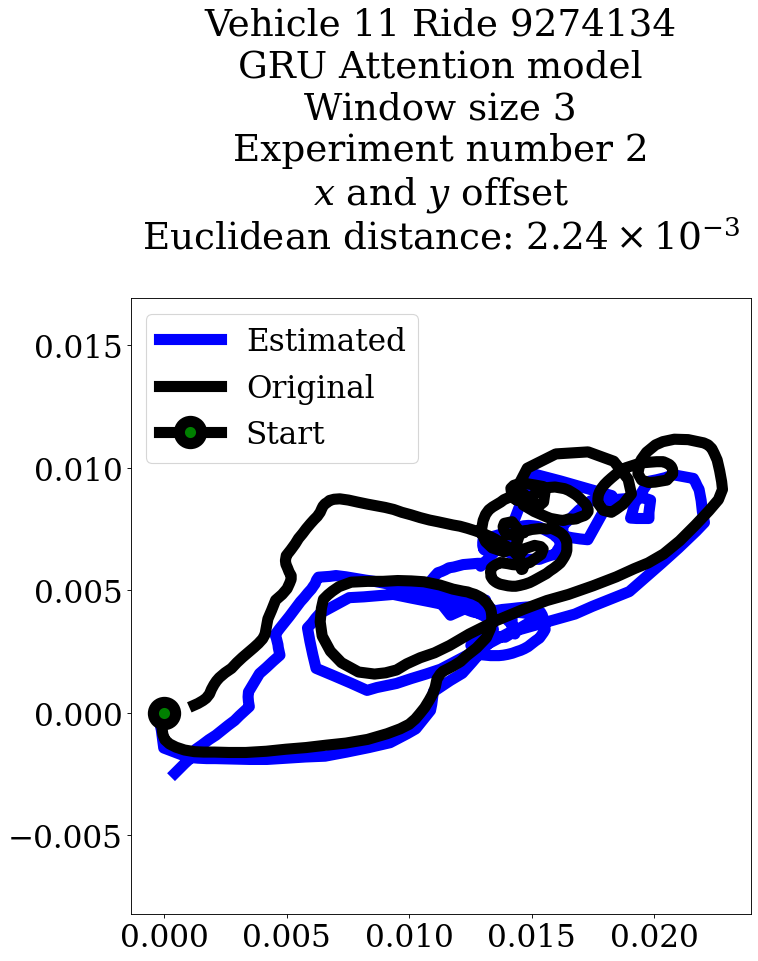 Vehicle 11 Ride 9274134
GRU Attention model
Window size 3
Experiment number 2
x and y offset
Euclidean distance: 2.24 × 10⁻³
Estimated
Original
Start
0.015
0.010
0.005
0.000
−0.005
0.000 0.005 0.010 0.015 0.020